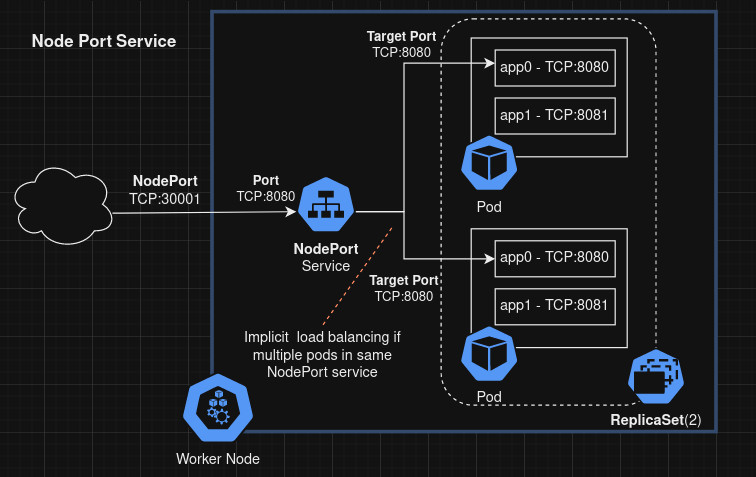 Node Port Service
Target Port
TCP:8080
app0 - TCP:8080
app1 - TCP:8081
Pod
NodePort
TCP:30001
Port
TCP:8080
NodePort
Service
Target Port
TCP:8080
app0 - TCP:8080
app1 - TCP:8081
Pod
Implicit  load balancing if
multiple pods in same
NodePort service
ReplicaSet(2)
Worker Node